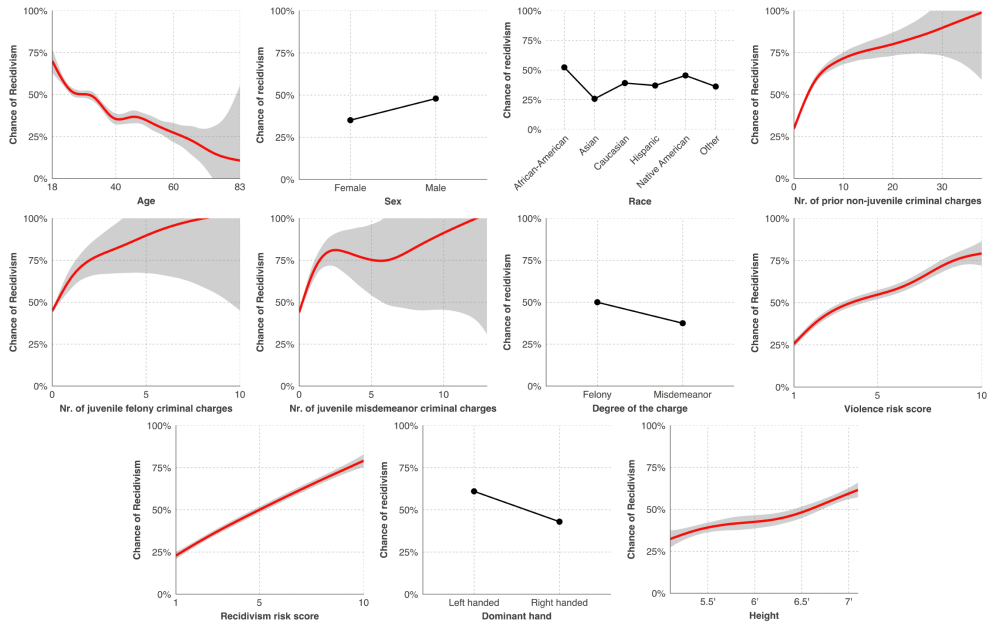 Chance of Recidivism
100%
75%
50%
25%
0%
18
40
60
83
Age
Chance of recidivism
100%
75%
50%
25%
0%
Female
Male
Sex
Chance of recidivism
100%
75%
50%
25%
0%
African-American
Asian
Caucasian
Hispanic
Native American
Other
Race
Chance of Recidivism
100%
75%
50%
25%
0%
0
10
20
30
Nr. of prior non-juvenile criminal charges
Chance of Recidivism
100%
75%
50%
25%
0%
0
5
10
Nr. of juvenile felony criminal charges
Chance of Recidivism
100%
75%
50%
25%
0%
0
5
10
Nr. of juvenile misdemeanor criminal charges
Chance of recidivism
100%
75%
50%
25%
0%
Felony
Misdemeanor
Degree of the charge
Chance of Recidivism
100%
75%
50%
25%
0%
1
5
10
Violence risk score
Chance of Recidivism
100%
75%
50%
25%
0%
1
5
10
Recidivism risk score
Chance of recidivism
100%
75%
50%
25%
0%
Left handed
Right handed
Dominant hand
Chance of Recidivism
100%
75%
50%
25%
0%
5.5'
6'
6.5'
7'
Height